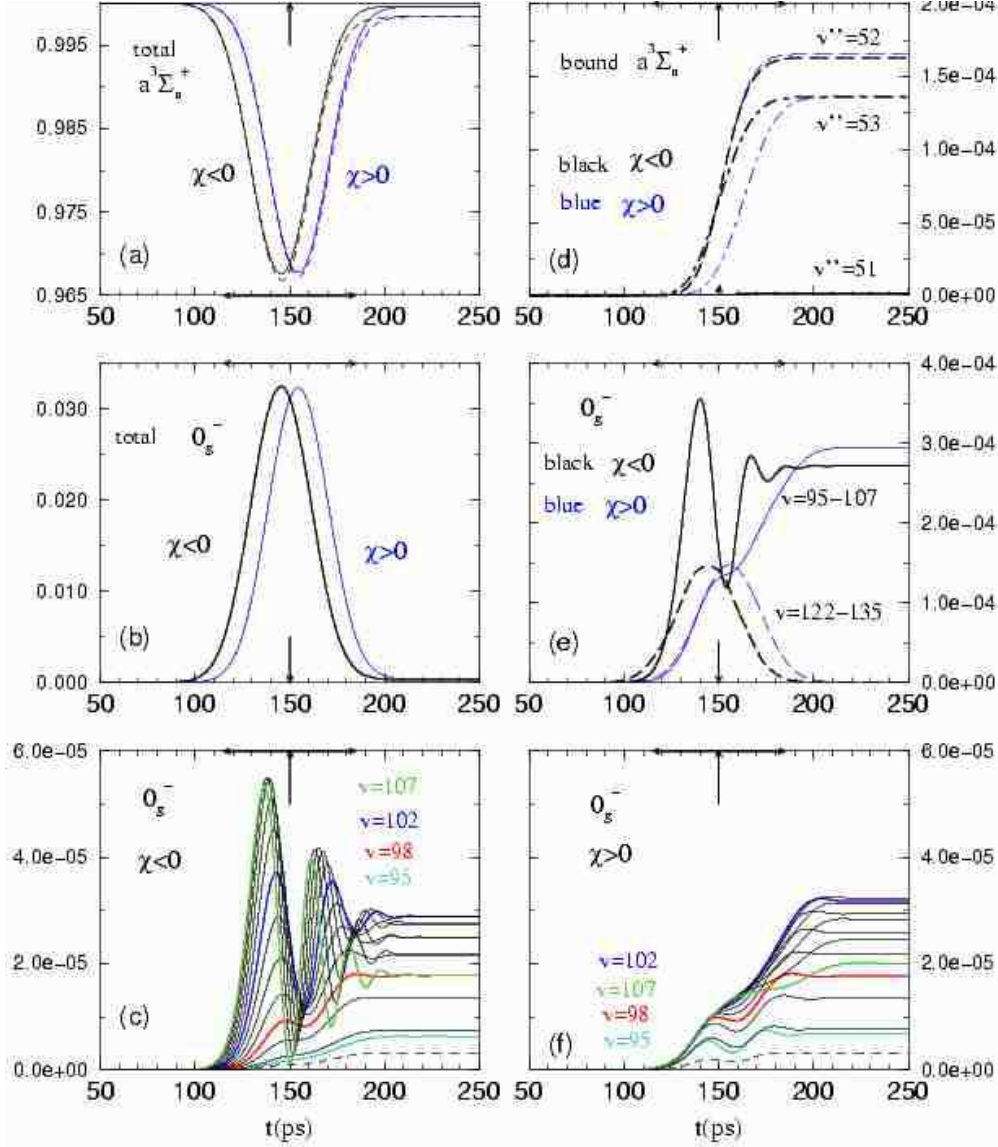 0.995
0.985
0.975
0.965
total
a³Σᵤ⁺
χ<0
χ>0
(a)
50 100 150 200 250
2.0e-04
1.5e-04
1.0e-04
5.0e-05
0.0e+00
bound a³Σᵤ⁺
v''=52
v''=53
black χ<0
blue χ>0
(d)
v''=51
50 100 150 200 250
0.030
0.020
0.010
0.000
total 0g⁻
χ<0
χ>0
(b)
50 100 150 200 250
4.0e-04
3.0e-04
2.0e-04
1.0e-04
0.0e+00
0g⁻
black χ<0
blue χ>0
v=95-107
v=122-135
(e)
50 100 150 200 250
6.0e-05
4.0e-05
2.0e-05
0.0e+00
0g⁻
χ<0
v=107
v=102
v=98
v=95
(c)
50 100 150 200 250
t(ps)
6.0e-05
4.0e-05
2.0e-05
0.0e+00
0g⁻
χ>0
v=102
v=107
v=98
v=95
(f)
50 100 150 200 250
t(ps)